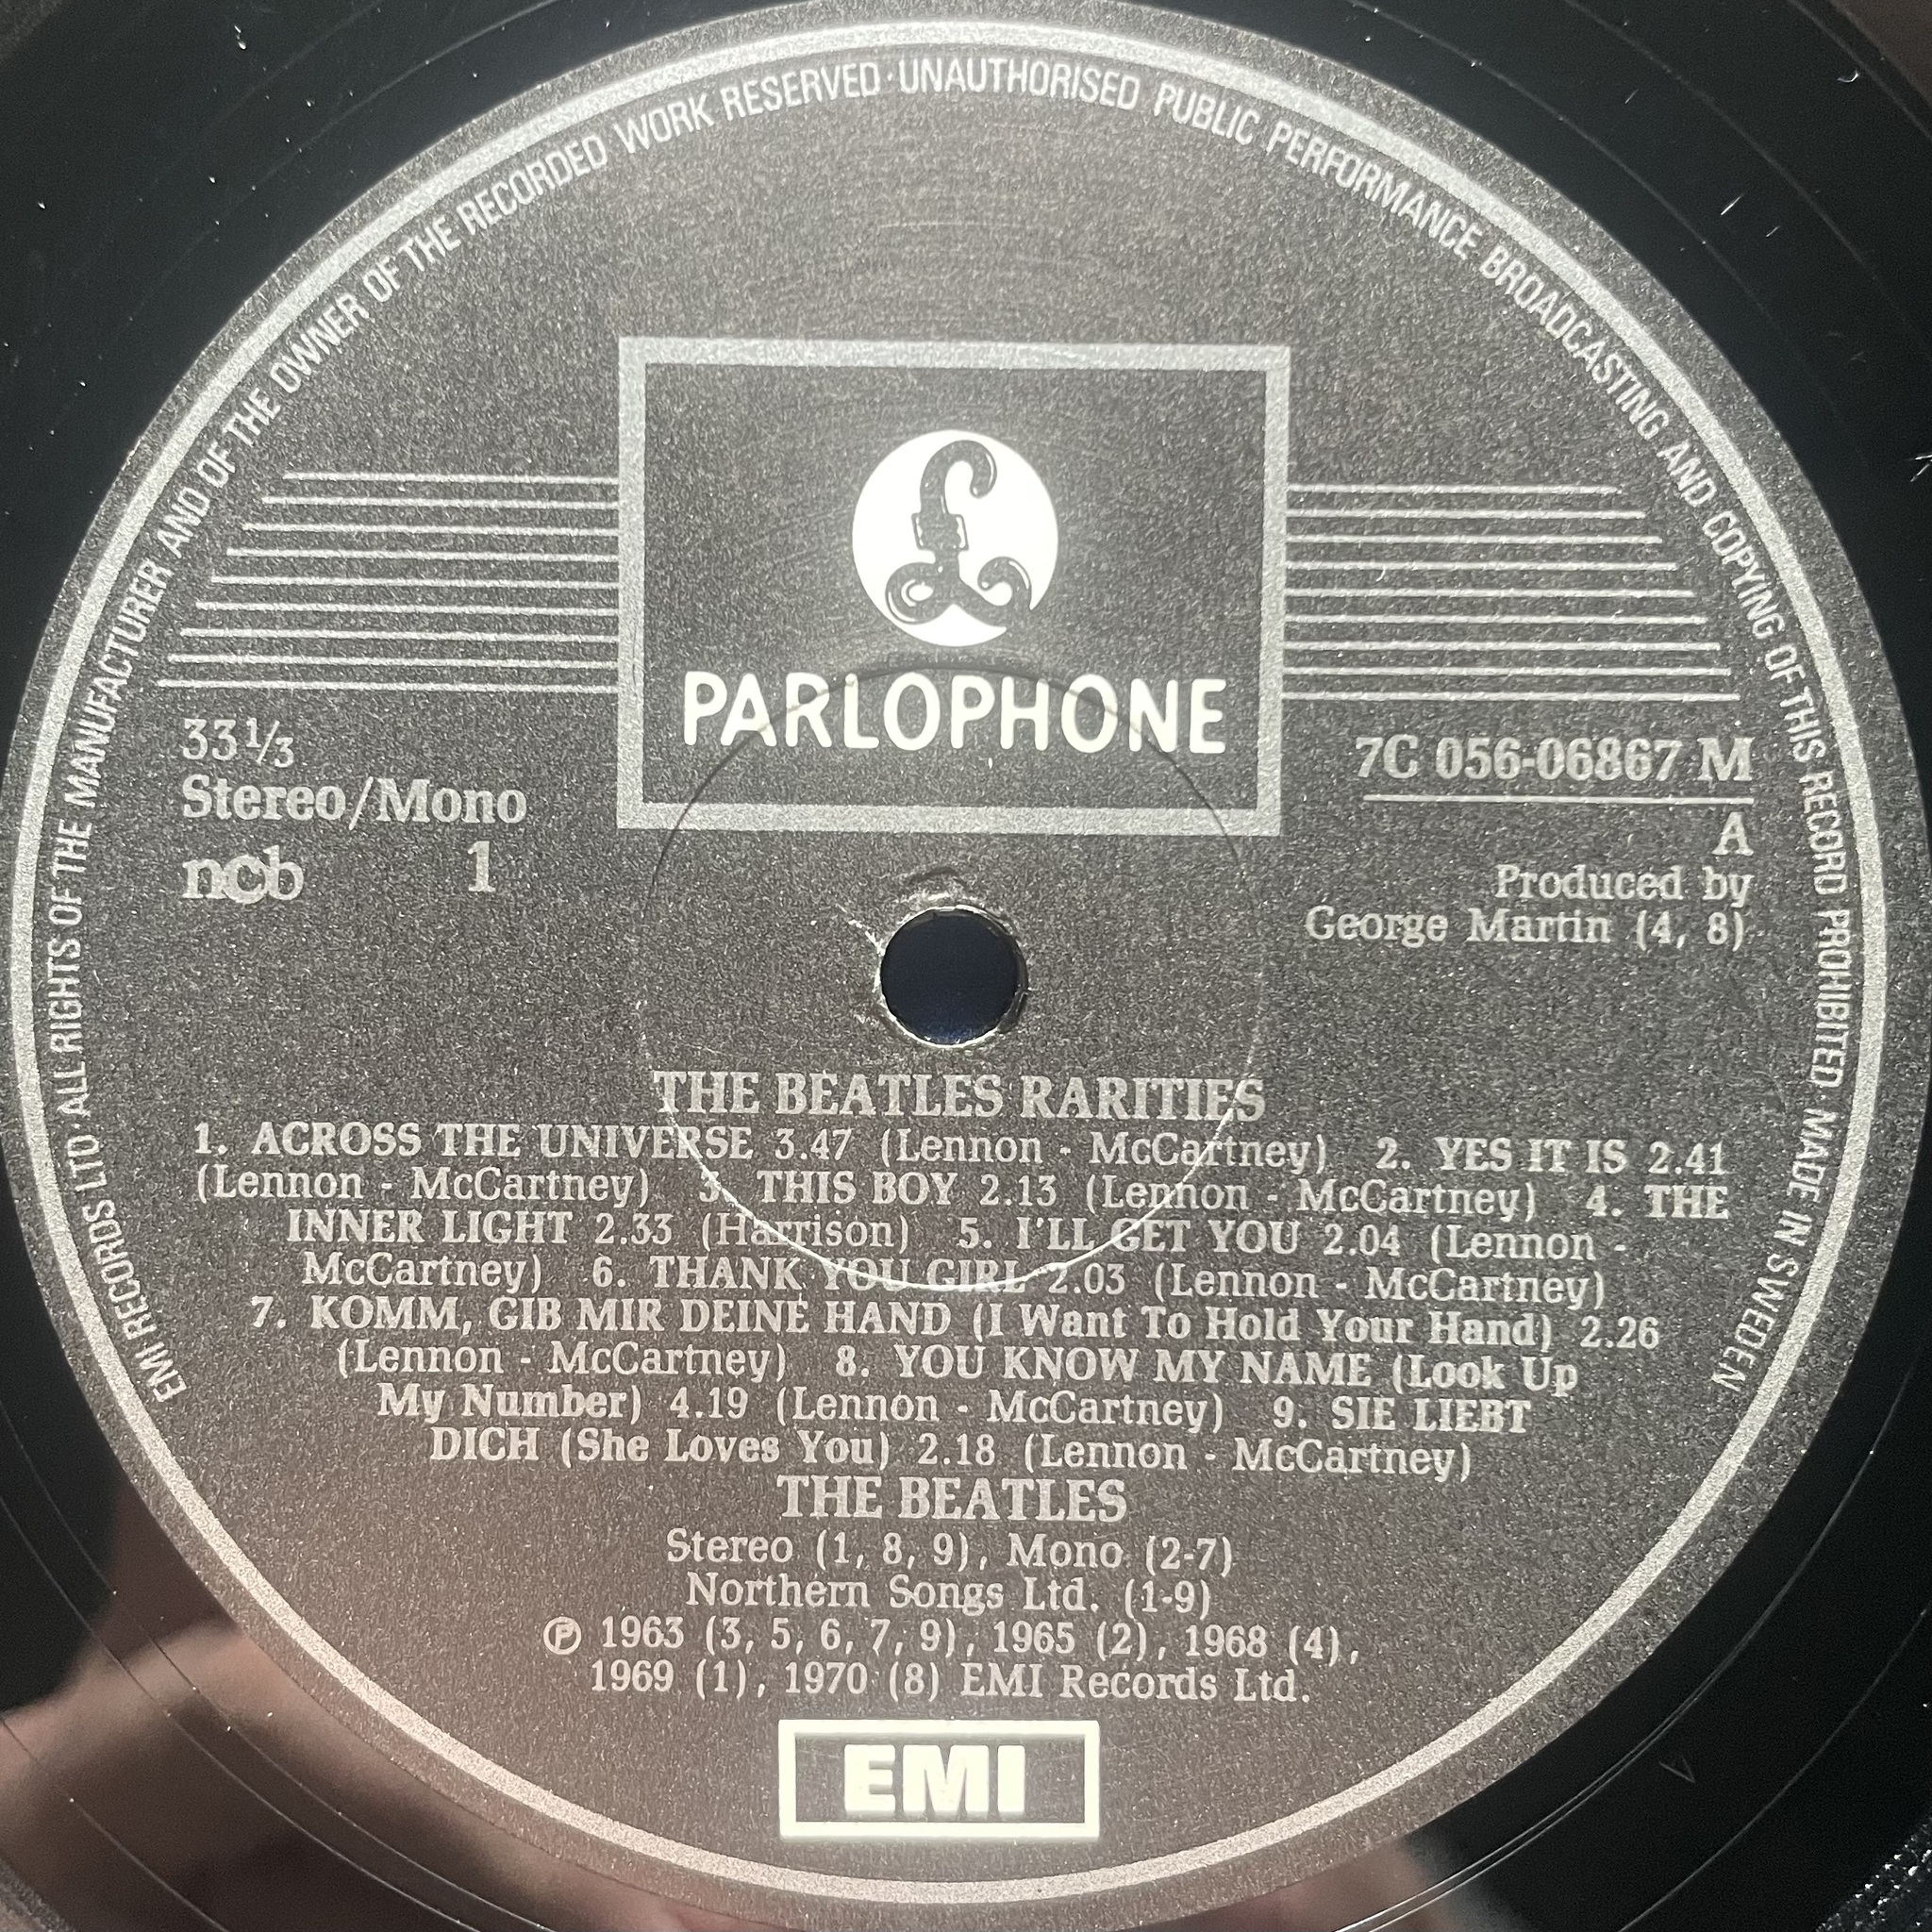 EMI RECORDS LTD · ALL RIGHTS OF THE MANUFACTURER AND OF THE OWNER OF THE RECORDED WORK RESERVED · UNAUTHORISED PUBLIC PERFORMANCE BROADCASTING AND COPYING OF THIS RECORD PROHIBITED · MADE IN SWEDEN
£
PARLOPHONE
33⅓
Stereo/Mono
ncb 1
7C 056-06867 M
A
Produced by
George Martin (4, 8)
THE BEATLES RARITIES
1. ACROSS THE UNIVERSE 3.47 (Lennon - McCartney) 2. YES IT IS 2.41
(Lennon - McCartney) 3. THIS BOY 2.13 (Lennon - McCartney) 4. THE
INNER LIGHT 2.33 (Harrison) 5. I'LL GET YOU 2.04 (Lennon -
McCartney) 6. THANK YOU GIRL 2.03 (Lennon - McCartney)
7. KOMM, GIB MIR DEINE HAND (I Want To Hold Your Hand) 2.26
(Lennon - McCartney) 8. YOU KNOW MY NAME (Look Up
My Number) 4.19 (Lennon - McCartney) 9. SIE LIEBT
DICH (She Loves You) 2.18 (Lennon - McCartney)
THE BEATLES
Stereo (1, 8, 9), Mono (2-7)
Northern Songs Ltd. (1-9)
℗ 1963 (3, 5, 6, 7, 9), 1965 (2), 1968 (4),
1969 (1), 1970 (8) EMI Records Ltd.
EMI